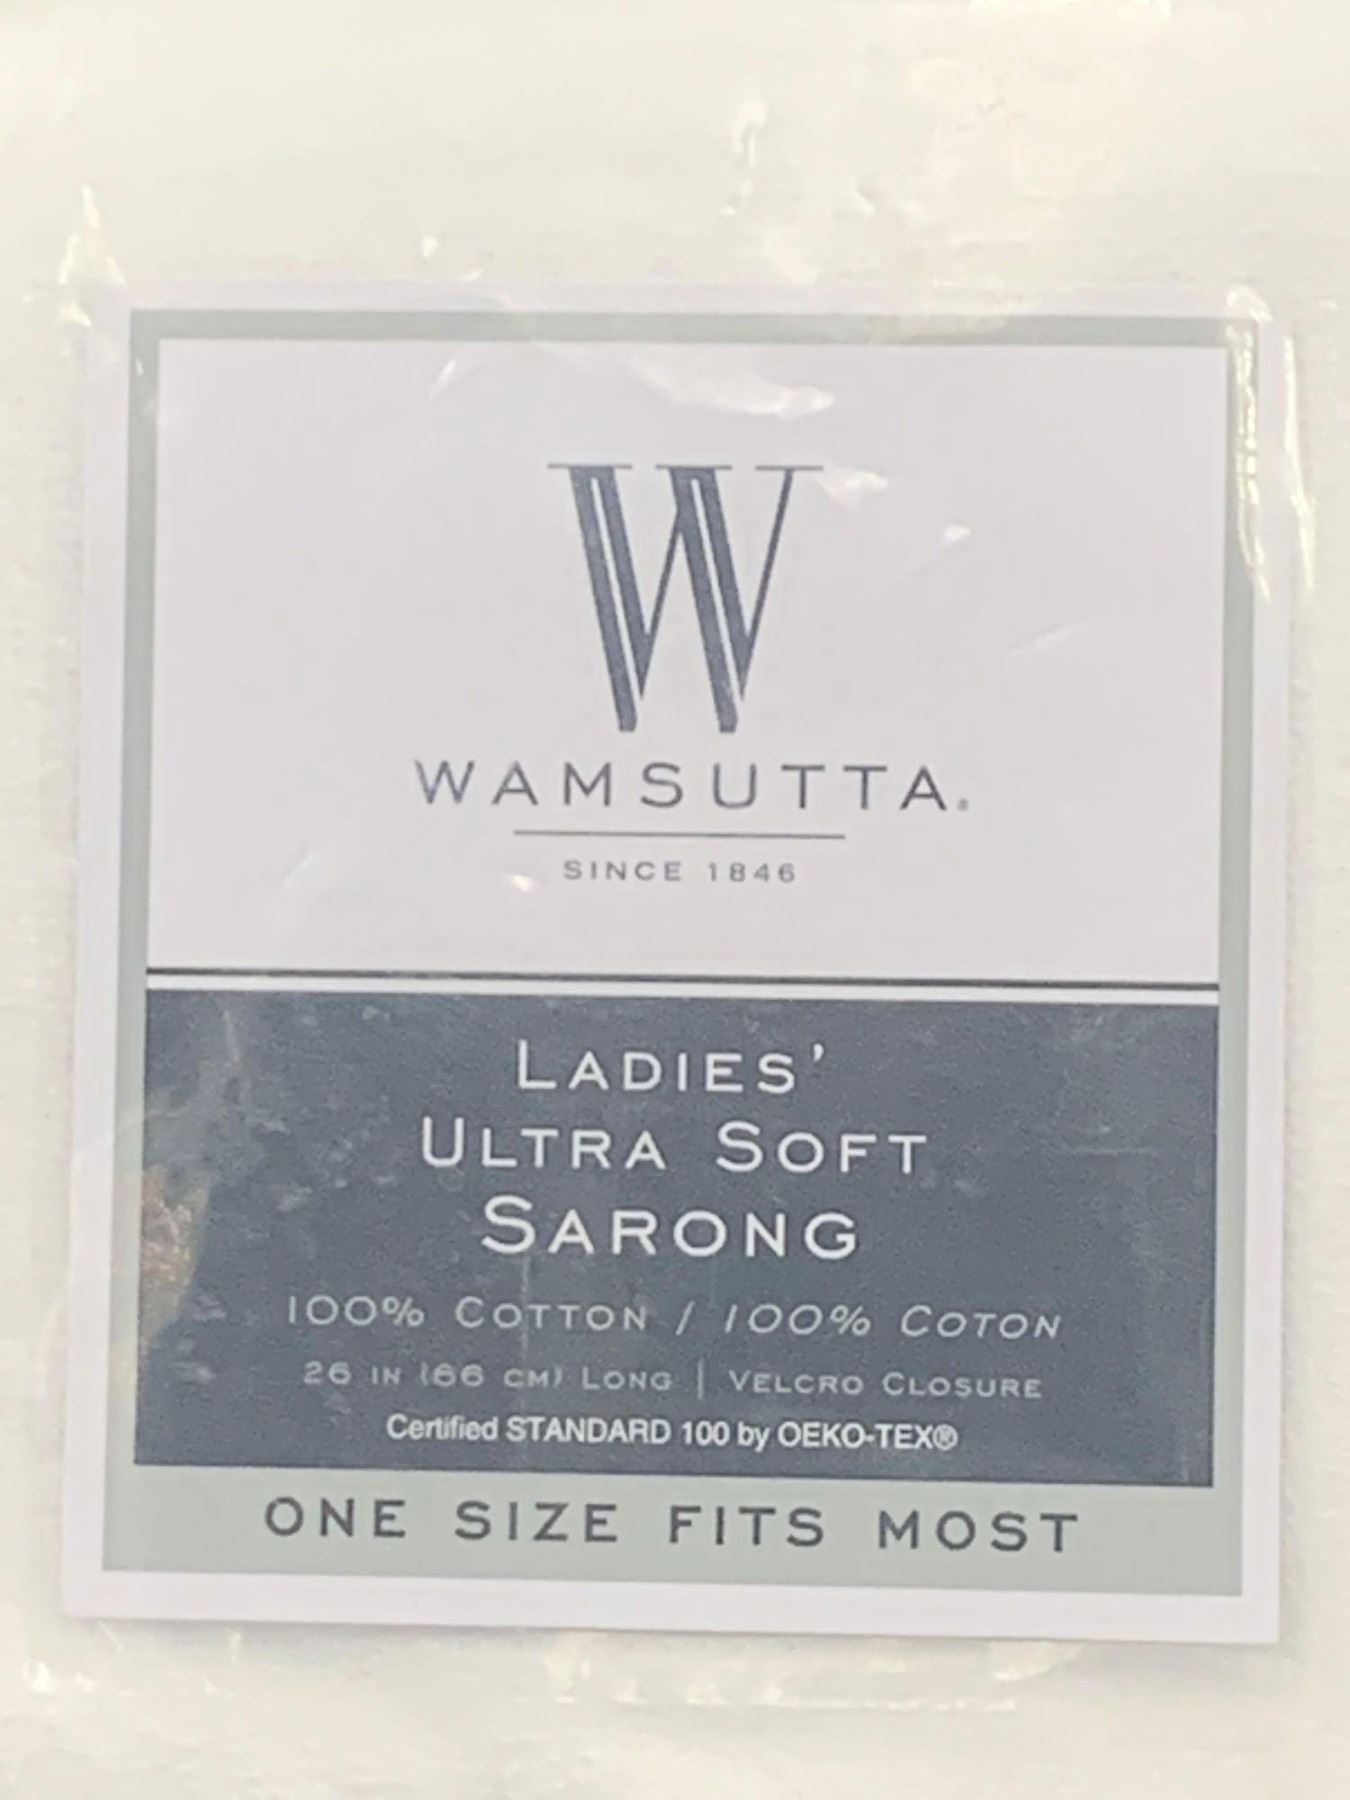 W
WAMSUTTA®
SINCE 1846
LADIES'
ULTRA SOFT
SARONG
100% COTTON / 100% COTON
26 IN (66 CM) LONG | VELCRO CLOSURE
Certified STANDARD 100 by OEKO-TEX®
ONE SIZE FITS MOST